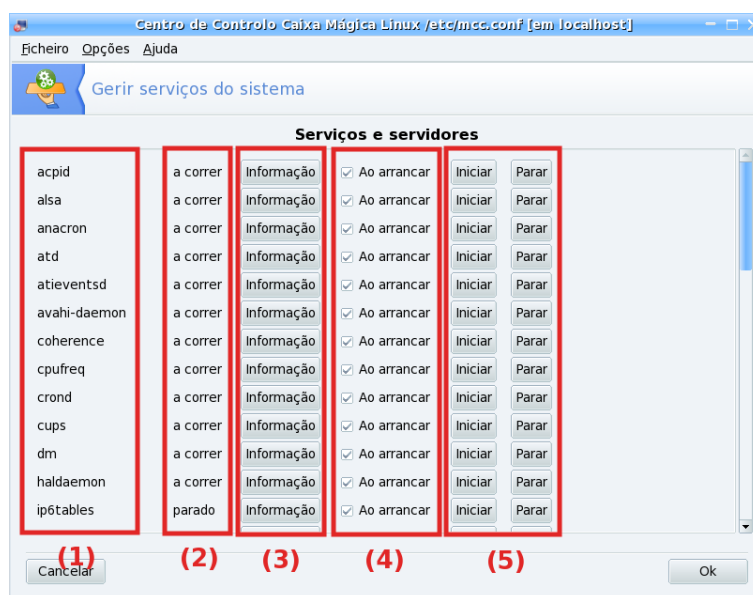 Centro de Controlo Caixa Mágica Linux /etc/mcc.conf [em localhost]
Ficheiro Opções Ajuda
Gerir serviços do sistema
Serviços e servidores
acpid a correr Informação Ao arrancar Iniciar Parar
alsa a correr Informação Ao arrancar Iniciar Parar
anacron a correr Informação Ao arrancar Iniciar Parar
atd a correr Informação Ao arrancar Iniciar Parar
atieventsd a correr Informação Ao arrancar Iniciar Parar
avahi-daemon a correr Informação Ao arrancar Iniciar Parar
coherence a correr Informação Ao arrancar Iniciar Parar
cpufreq a correr Informação Ao arrancar Iniciar Parar
crond a correr Informação Ao arrancar Iniciar Parar
cups a correr Informação Ao arrancar Iniciar Parar
dm a correr Informação Ao arrancar Iniciar Parar
haldaemon a correr Informação Ao arrancar Iniciar Parar
ip6tables parado Informação Ao arrancar Iniciar Parar
(1) (2) (3) (4) (5)
Cancelar Ok